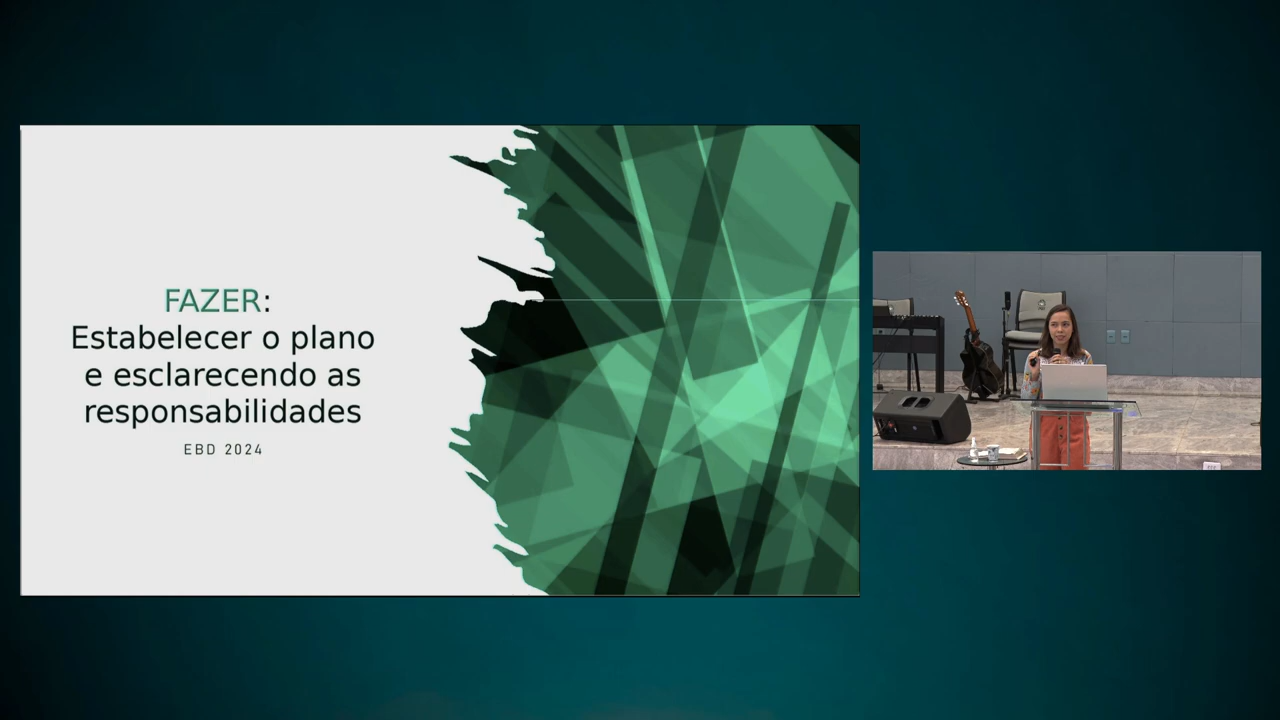 FAZER:
Estabelecer o plano
e esclarecendo as
responsabilidades
EBD 2024